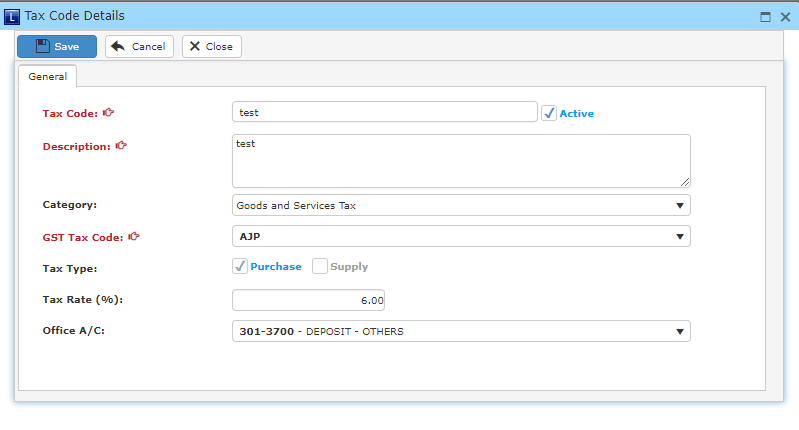 L Tax Code Details
Save Cancel Close
General
Tax Code: test Active
Description: test
Category: Goods and Services Tax
GST Tax Code: AJP
Tax Type: Purchase Supply
Tax Rate (%): 6.00
Office A/C: 301-3700 - DEPOSIT - OTHERS